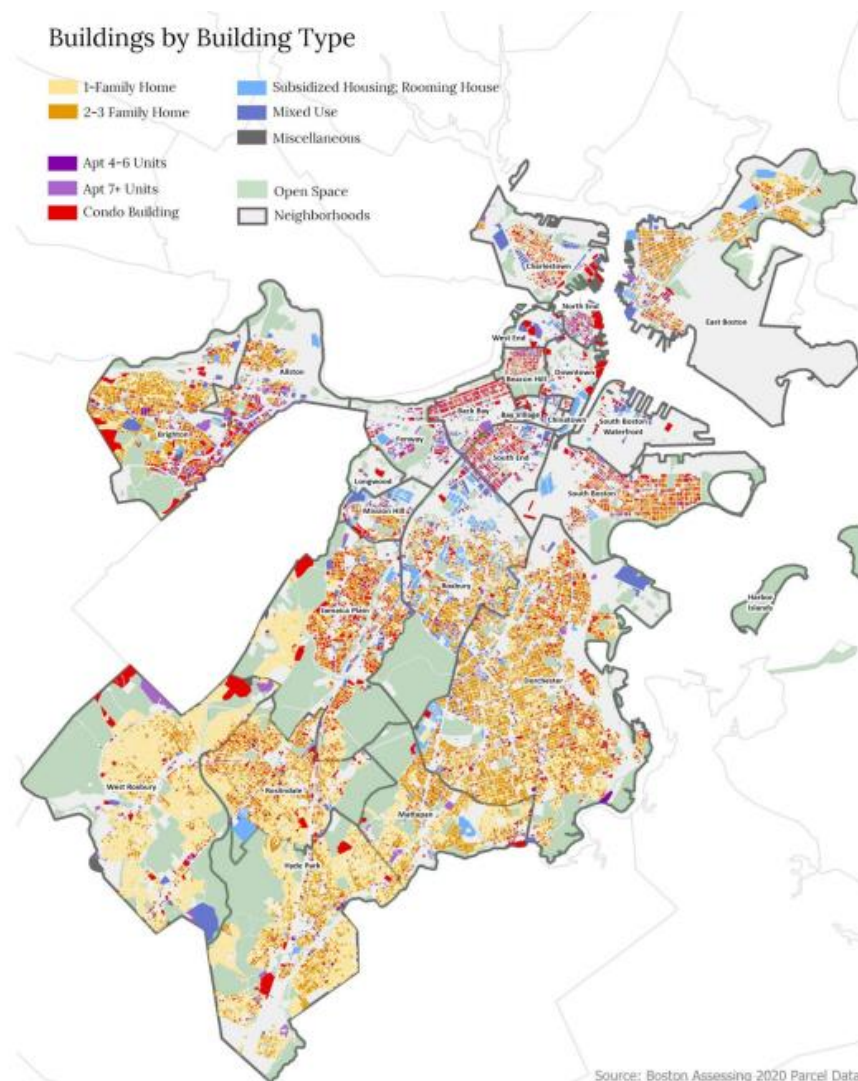 Buildings by Building Type
1-Family Home
2-3 Family Home
Apt 4-6 Units
Apt 7+ Units
Condo Building
Subsidized Housing; Rooming House
Mixed Use
Miscellaneous
Open Space
Neighborhoods
Charlestown
North End
West End
East Boston
Beacon Hill
Downtown
Allston
Back Bay
Bay Village
Chinatown
South Boston
Waterfront
Brighton
Fenway
South End
Longwood
South Boston
Mission Hill
Roxbury
Jamaica Plain
Harbor
Islands
Dorchester
West Roxbury
Roslindale
Mattapan
Hyde Park
Source: Boston Assessing 2020 Parcel Data